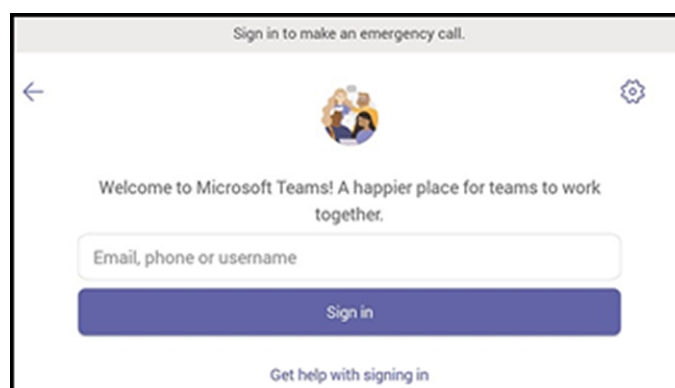 Sign in to make an emergency call.
Welcome to Microsoft Teams! A happier place for teams to work
together.
Email, phone or username
Sign in
Get help with signing in